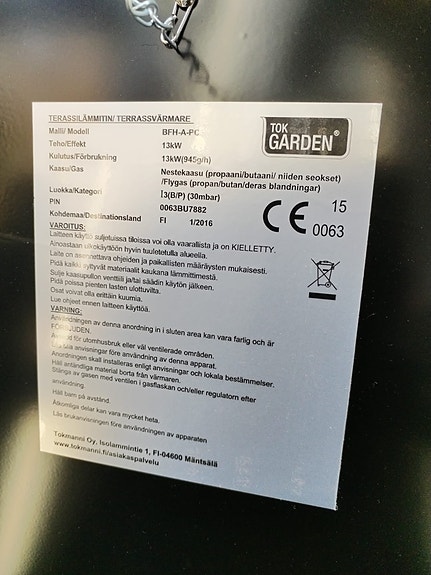 TERASSILÄMMITIN/ TERRASSVÄRMARE
TOK
GARDEN®
Malli/ Modell BFH-A-PC
Teho/Effekt 13kW
Kulutus/Förbrukning 13kW(945g/h)
Kaasu/Gas Nestekaasu (propaani/butaani/ niiden seokset)
/Flygas (propan/butan/deras blandningar)
Luokka/Kategori I3(B/P) (30mbar)
PIN 0063BU7882
Kohdemaa/Destinationsland FI 1/2016
CE 15
0063
VAROITUS:
Laitteen käyttö suljetuissa tiloissa voi olla vaarallista ja on KIELLETTY.
Ainoastaan ulkokäyttöön hyvin tuuletetulla alueella.
Laite on asennettava ohjeiden ja paikallisten määräysten mukaisesti.
Pidä kaikki syttyvät materiaalit kaukana lämmittimestä.
Sulje kaasupullon venttiili ja/tai säädin käytön jälkeen.
Pidä poissa pienten lasten ulottuvilta.
Osat voivat olla erittäin kuumia.
Lue ohjeet ennen laitteen käyttöä.
VARNING:
Användningen av denna anordning in i sluten area kan vara farlig och är
FÖRBJUDEN.
för utomhusbruk eller väl ventilerade områden.
anvisningar före användning av denna apparat.
Anordningen skall installeras enligt anvisningar och lokala bestämmelser.
Håll antändliga material borta från värmaren.
Stänga av gasen med ventilen i gasflaskan och/eller regulatorn efter
användning
Håll barn på avstånd.
Åtkomliga delar kan vara mycket heta.
Läs brukanvisningen före användningen av apparaten
Tokmanni Oy, Isolammintie 1, FI-04600 Mäntsälä
www.tokmanni.fi/asiakaspalvelu